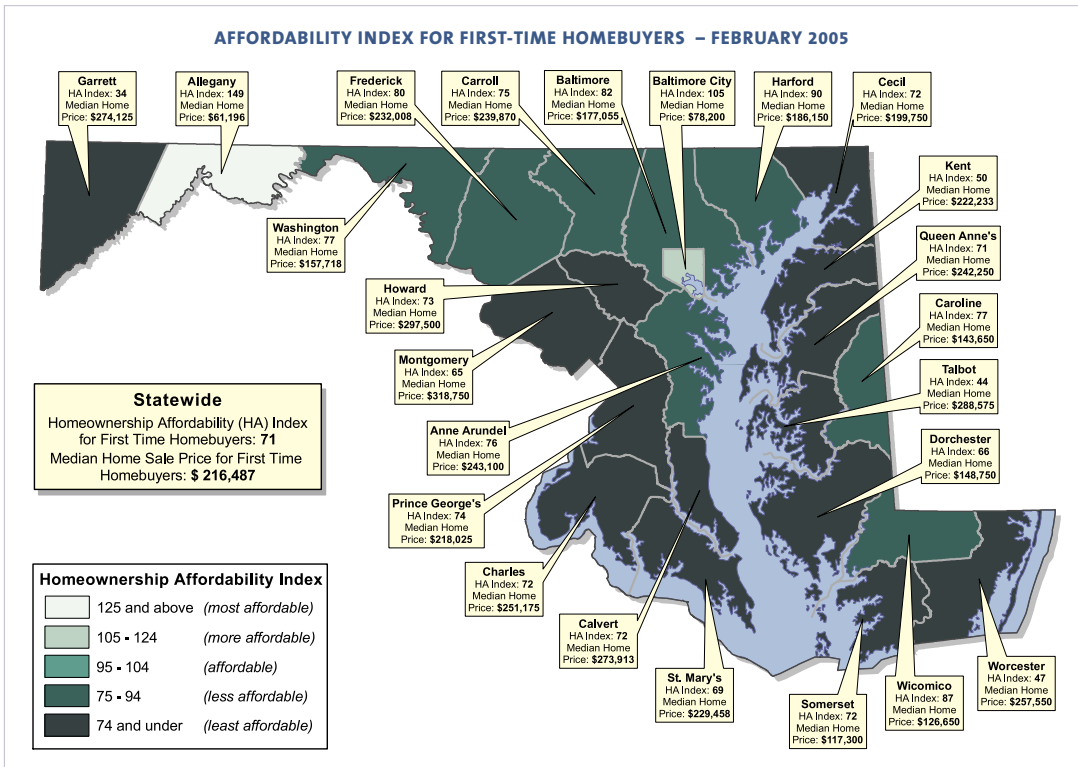 AFFORDABILITY INDEX FOR FIRST-TIME HOMEBUYERS – FEBRUARY 2005
Garrett
HA Index: 34
Median Home
Price: $274,125
Allegany
HA Index: 149
Median Home
Price: $61,196
Frederick
HA Index: 80
Median Home
Price: $232,008
Carroll
HA Index: 75
Median Home
Price: $239,870
Baltimore
HA Index: 82
Median Home
Price: $177,055
Baltimore City
HA Index: 105
Median Home
Price: $78,200
Harford
HA Index: 90
Median Home
Price: $186,150
Cecil
HA Index: 72
Median Home
Price: $199,750
Kent
HA Index: 50
Median Home
Price: $222,233
Washington
HA Index: 77
Median Home
Price: $157,718
Queen Anne's
HA Index: 71
Median Home
Price: $242,250
Howard
HA Index: 73
Median Home
Price: $297,500
Caroline
HA Index: 77
Median Home
Price: $143,650
Montgomery
HA Index: 65
Median Home
Price: $318,750
Talbot
HA Index: 44
Median Home
Price: $288,575
Statewide
Homeownership Affordability (HA) Index
for First Time Homebuyers: 71
Median Home Sale Price for First Time
Homebuyers: $ 216,487
Anne Arundel
HA Index: 76
Median Home
Price: $243,100
Dorchester
HA Index: 66
Median Home
Price: $148,750
Prince George's
HA Index: 74
Median Home
Price: $218,025
Charles
HA Index: 72
Median Home
Price: $251,175
Calvert
HA Index: 72
Median Home
Price: $273,913
St. Mary's
HA Index: 69
Median Home
Price: $229,458
Somerset
HA Index: 72
Median Home
Price: $117,300
Wicomico
HA Index: 87
Median Home
Price: $126,650
Worcester
HA Index: 47
Median Home
Price: $257,550
Homeownership Affordability Index
125 and above (most affordable)
105 - 124 (more affordable)
95 - 104 (affordable)
75 - 94 (less affordable)
74 and under (least affordable)